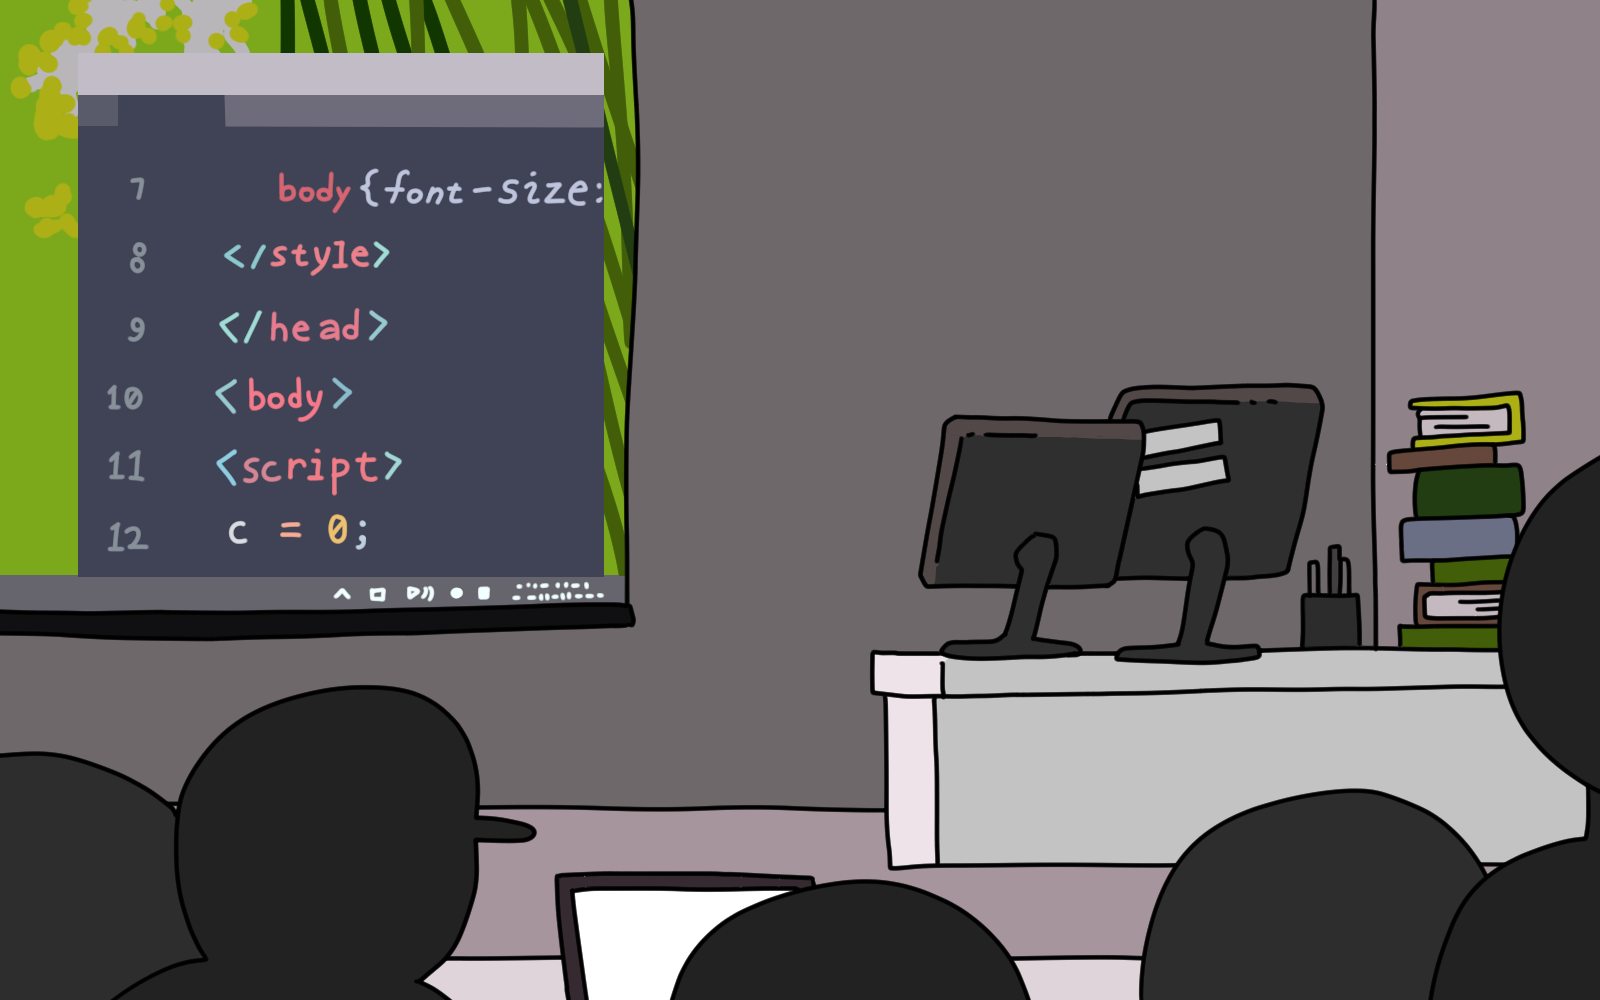 7 body{font-size:
8 </style>
9 </head>
10 <body>
11 <script>
12 c = 0;